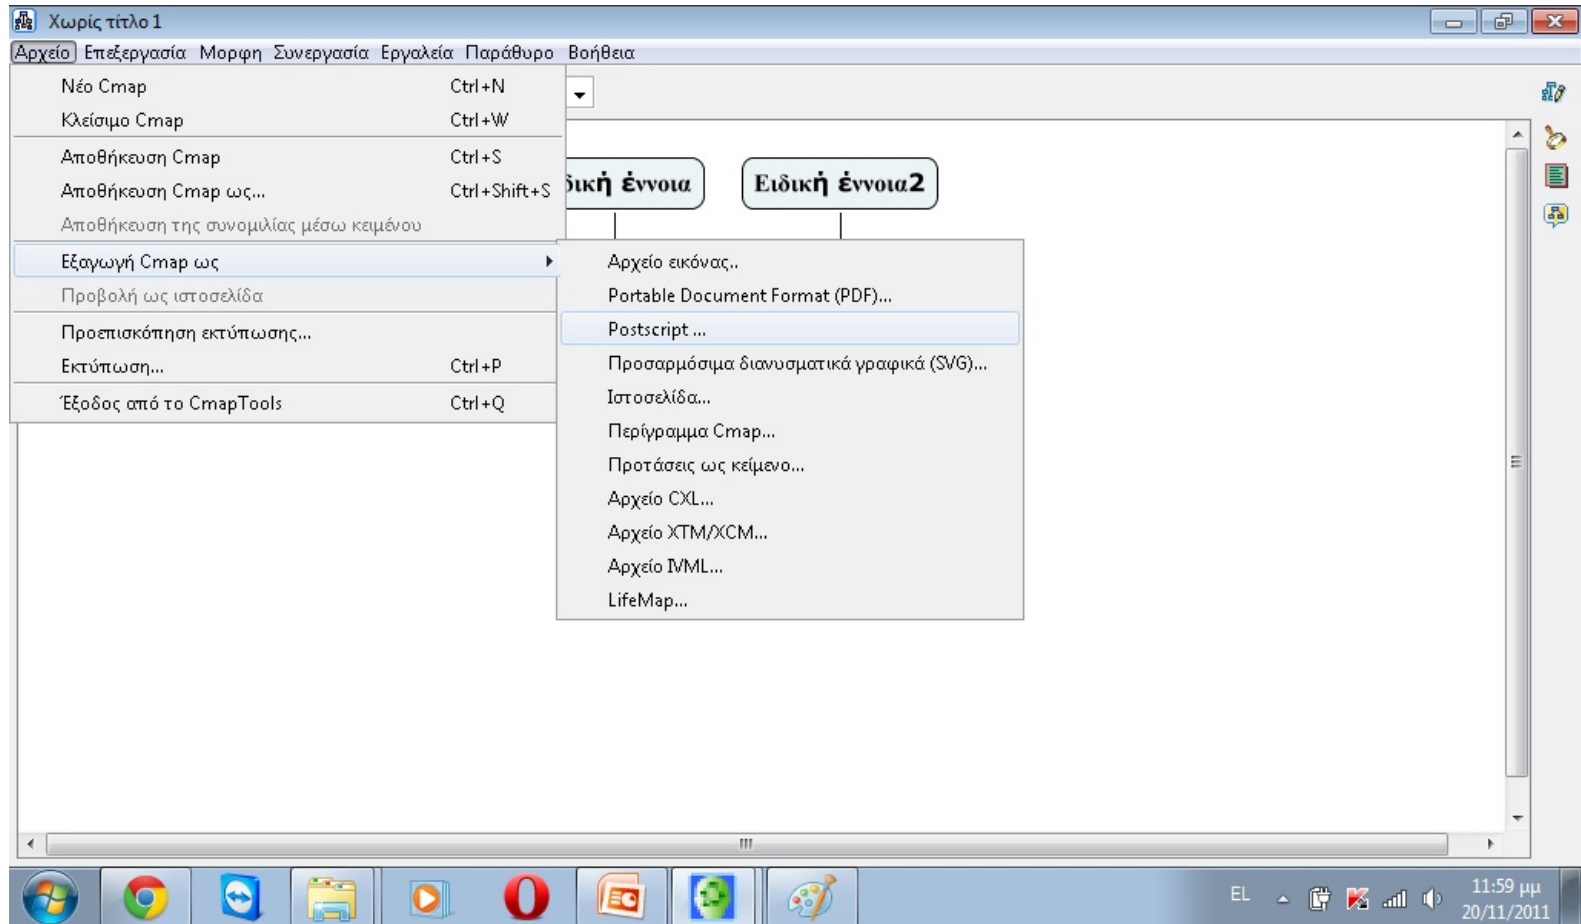 Χωρίς τίτλο 1
Αρχείο Επεξεργασία Μορφη Συνεργασία Εργαλεία Παράθυρο Βοήθεια
Νέο Cmap Ctrl+N
Κλείσιμο Cmap Ctrl+W
Αποθήκευση Cmap Ctrl+S
Αποθήκευση Cmap ως... Ctrl+Shift+S
Αποθήκευση της συνομιλίας μέσω κειμένου
Εξαγωγή Cmap ως
Προβολή ως ιστοσελίδα
Προεπισκόπηση εκτύπωσης...
Εκτύπωση... Ctrl+P
Έξοδος από το CmapTools Ctrl+Q
δική έννοια
Ειδική έννοια2
Αρχείο εικόνας..
Portable Document Format (PDF)...
Postscript ...
Προσαρμόσιμα διανυσματικά γραφικά (SVG)...
Ιστοσελίδα...
Περίγραμμα Cmap...
Προτάσεις ως κείμενο...
Αρχείο CXL...
Αρχείο XTM/XCM...
Αρχείο IVML...
LifeMap...
EL
11:59 μμ
20/11/2011